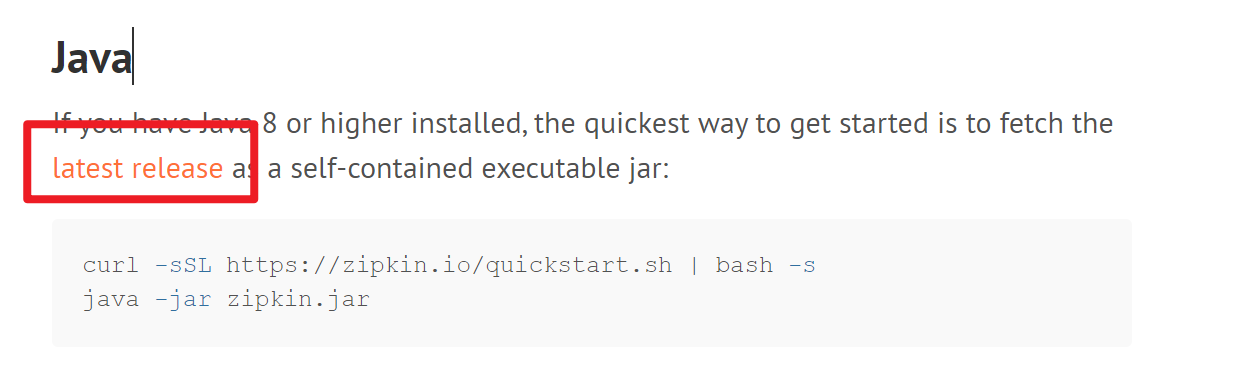 Java
If you have Java 8 or higher installed, the quickest way to get started is to fetch the
latest release as a self-contained executable jar:
curl -sSL https://zipkin.io/quickstart.sh | bash -s
java -jar zipkin.jar